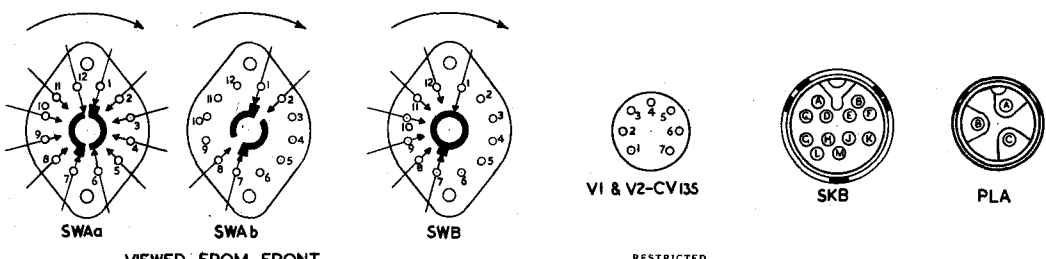 12 1
11 2
10 3
9 4
8 5
7 6
SWAa
12 1
11 2
10 3
9 4
8 5
7 6
SWAb
12 1
11 2
10 3
9 4
8 5
7 6
SWB
3 4 5
2 6
1 7
V1 & V2-CV135
A B
C D E F
G H J K
L M
SKB
A
B
C
PLA
VIEWED FROM FRONT
RESTRICTED